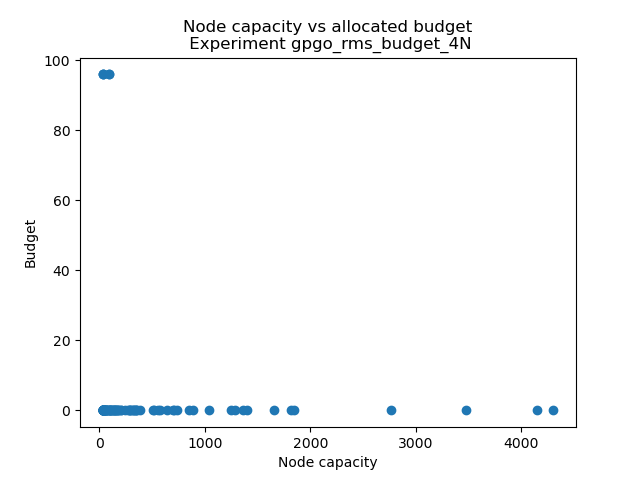 Node capacity vs allocated budget
Experiment gpgo_rms_budget_4N
100
80
60
40
20
0
Budget
0 1000 2000 3000 4000
Node capacity